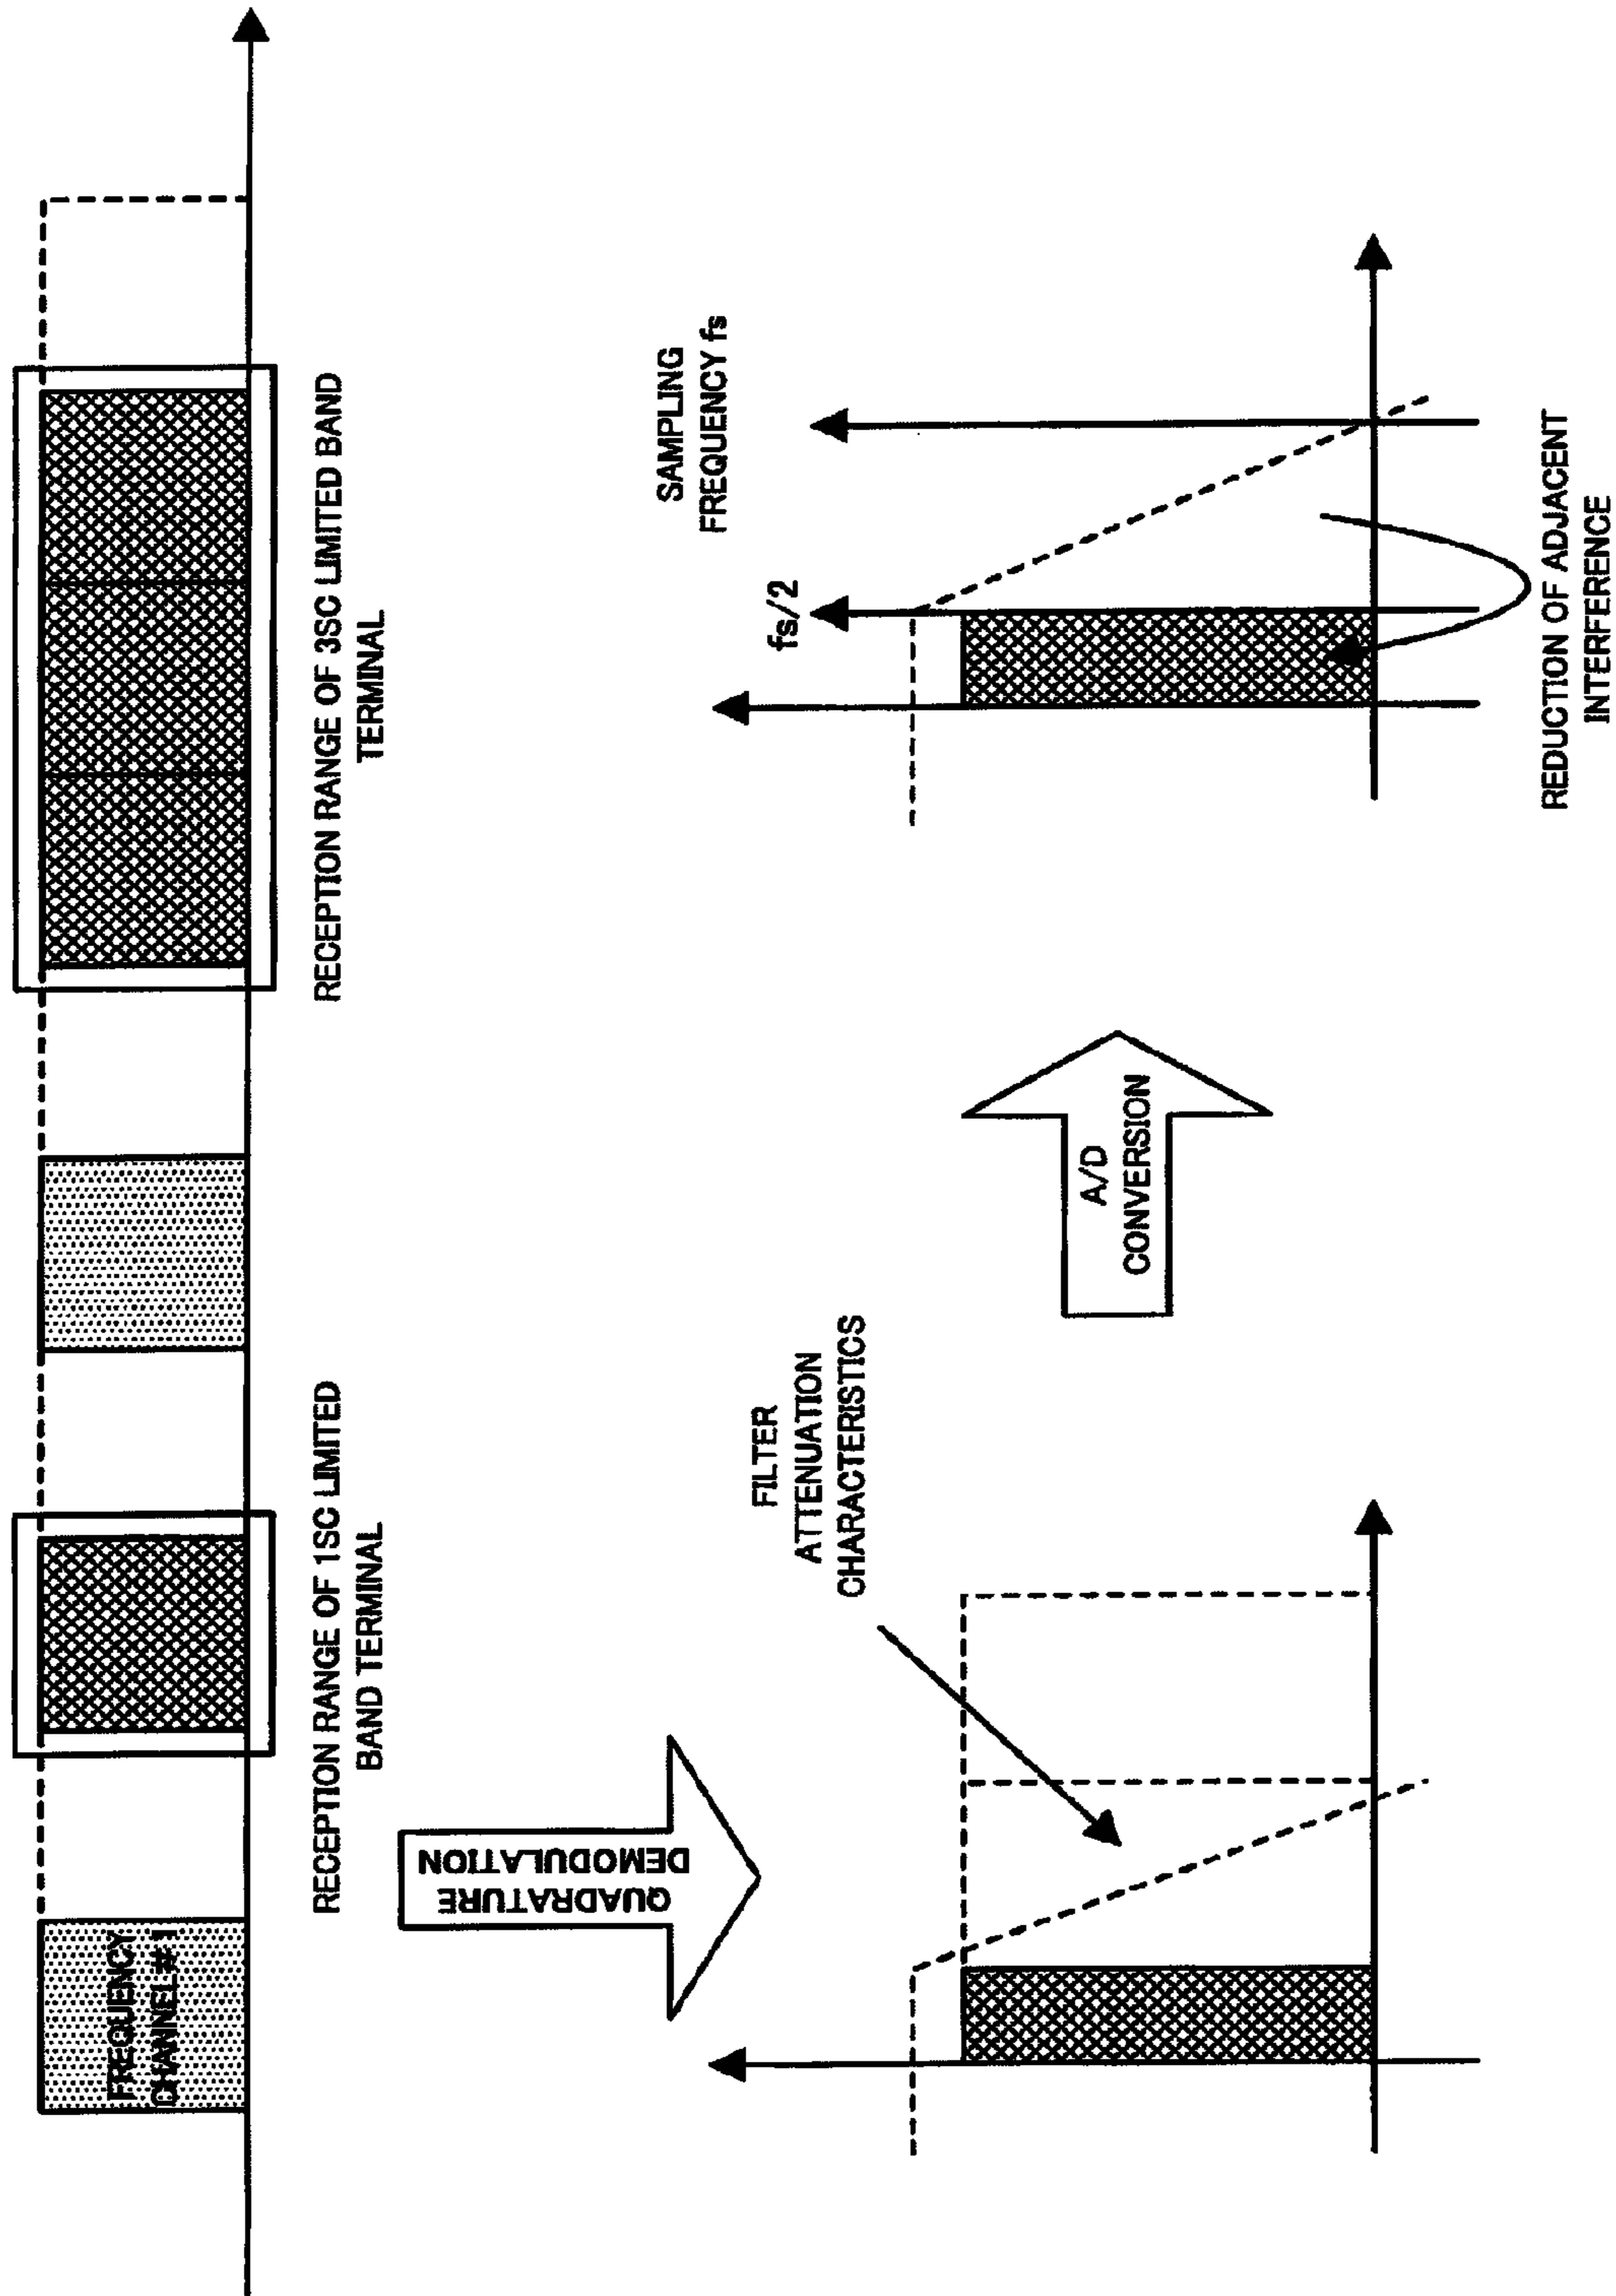 FREQUENCY
CHANNEL#1
RECEPTION RANGE OF 1SC LIMITED
BAND TERMINAL
RECEPTION RANGE OF 3SC LIMITED BAND
TERMINAL
QUADRATURE
DEMODULATION
FILTER
ATTENUATION
CHARACTERISTICS
A/D
CONVERSION
SAMPLING
FREQUENCY fs
fs/2
REDUCTION OF ADJACENT
INTERFERENCE